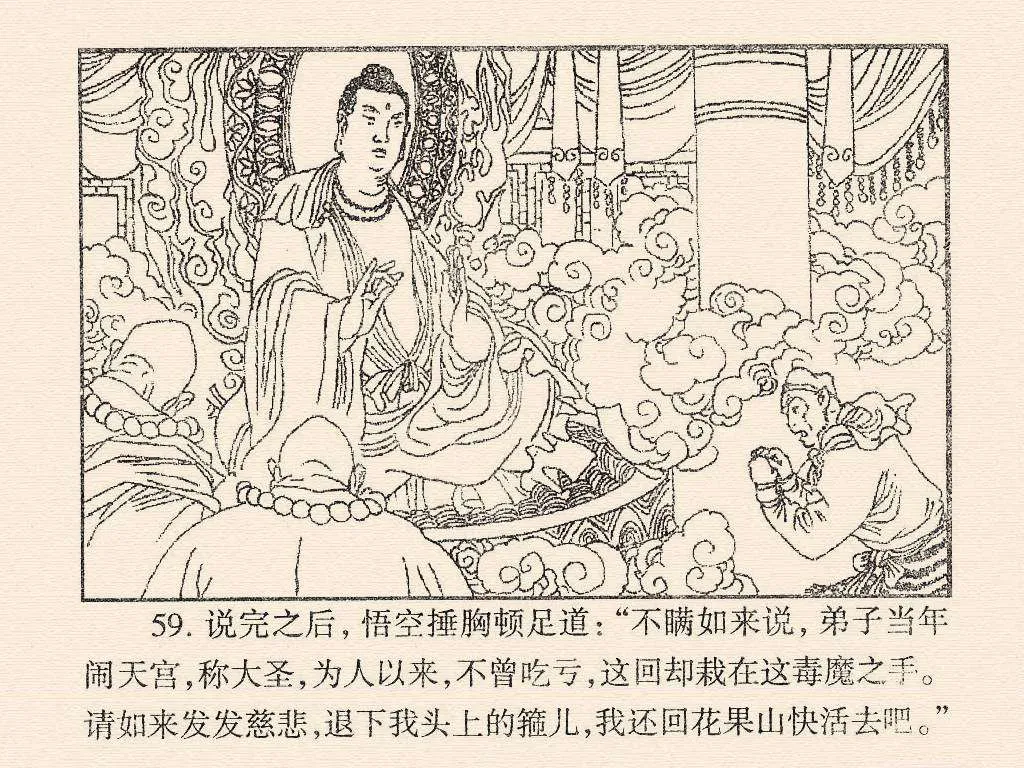 59. 说完之后，悟空捶胸顿足道：“不瞒如来说，弟子当年
闹天宫，称大圣，为人以来，不曾吃亏，这回却栽在这毒魔之手。
请如来发发慈悲，退下我头上的箍儿，我还回花果山快活去吧。”